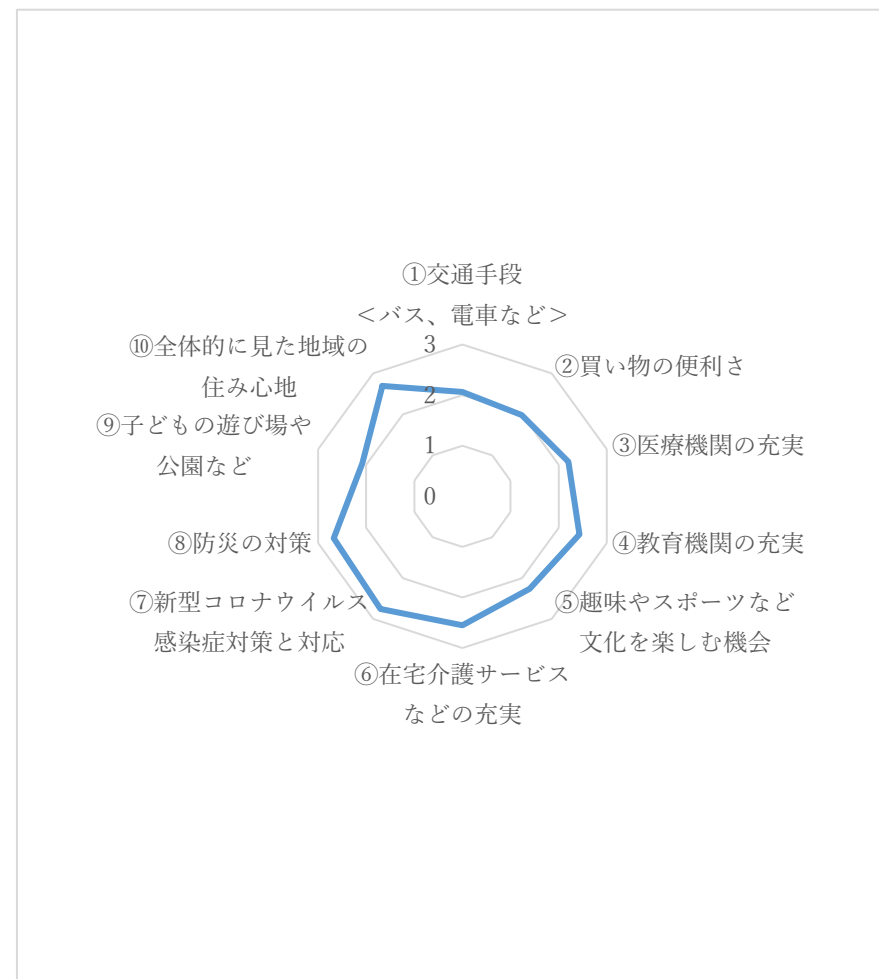 ①交通手段
＜バス、電車など＞
②買い物の便利さ
③医療機関の充実
④教育機関の充実
⑤趣味やスポーツなど
文化を楽しむ機会
⑥在宅介護サービス
などの充実
⑦新型コロナウイルス
感染症対策と対応
⑧防災の対策
⑨子どもの遊び場や
公園など
⑩全体的に見た地域の
住み心地
3
2
1
0